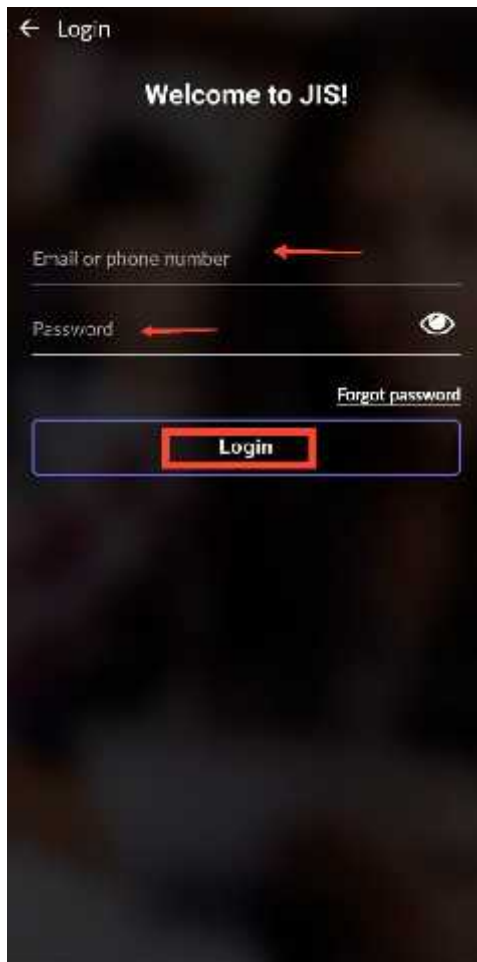 Login
Welcome to JIS!
Email or phone number
Password
Forgot password
Login